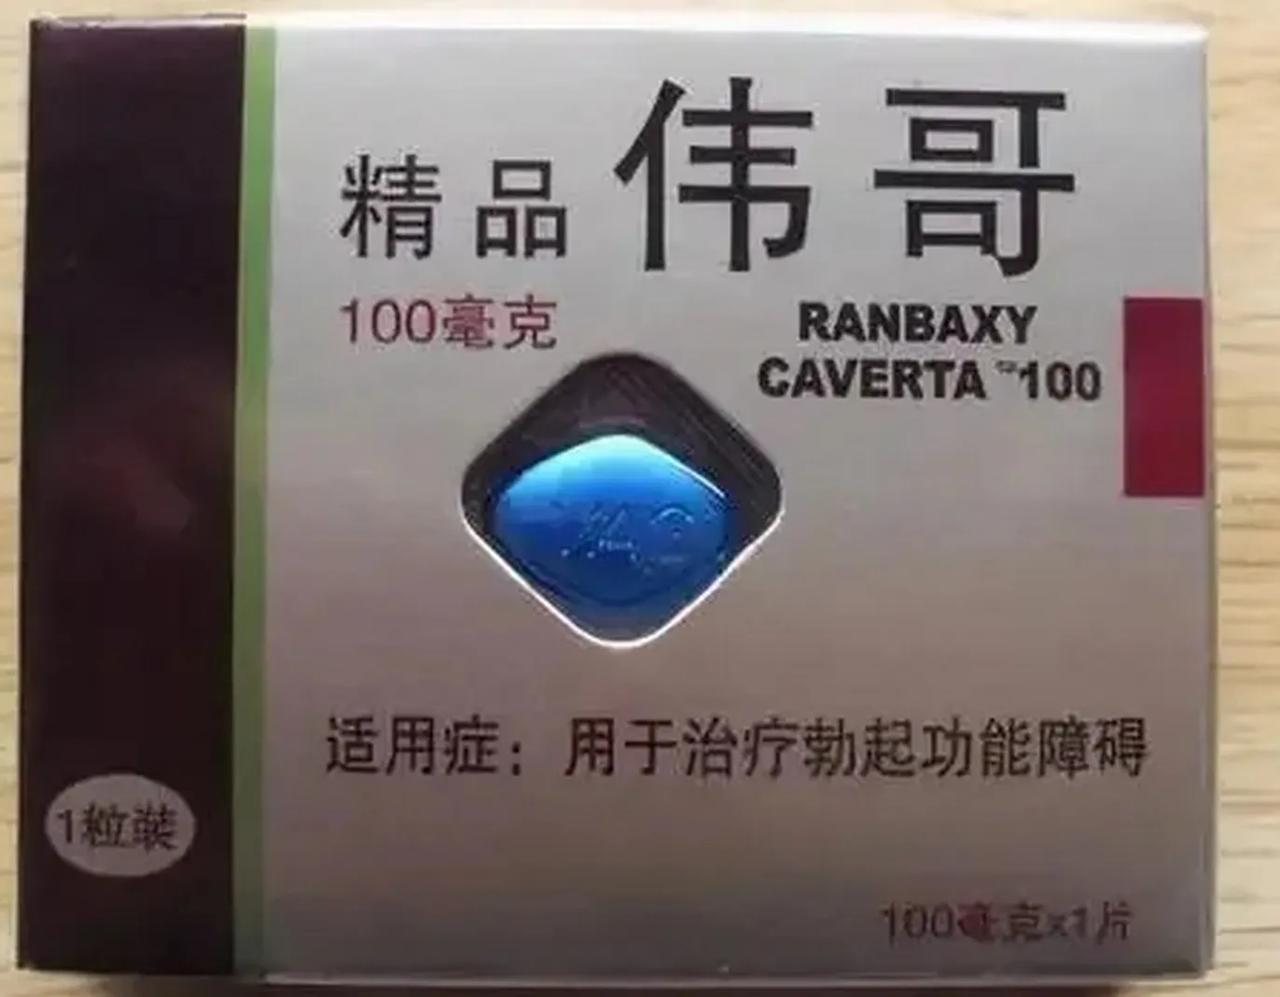 精品 伟哥
100毫克
RANBAXY
CAVERTA 100
适用症：用于治疗勃起功能障碍
1粒装
100毫克x1片